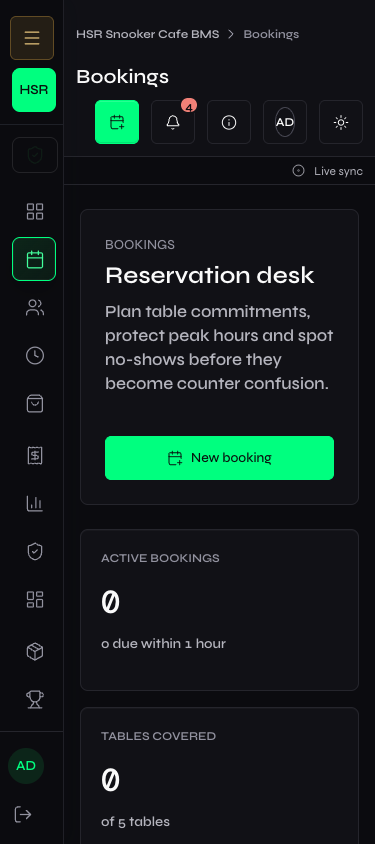 HSR Snooker Cafe BMS > Bookings
HSR
Bookings
4
AD
Live sync
BOOKINGS
Reservation desk
Plan table commitments,
protect peak hours and spot
no-shows before they
become counter confusion.
New booking
ACTIVE BOOKINGS
0
0 due within 1 hour
TABLES COVERED
0
of 5 tables
AD